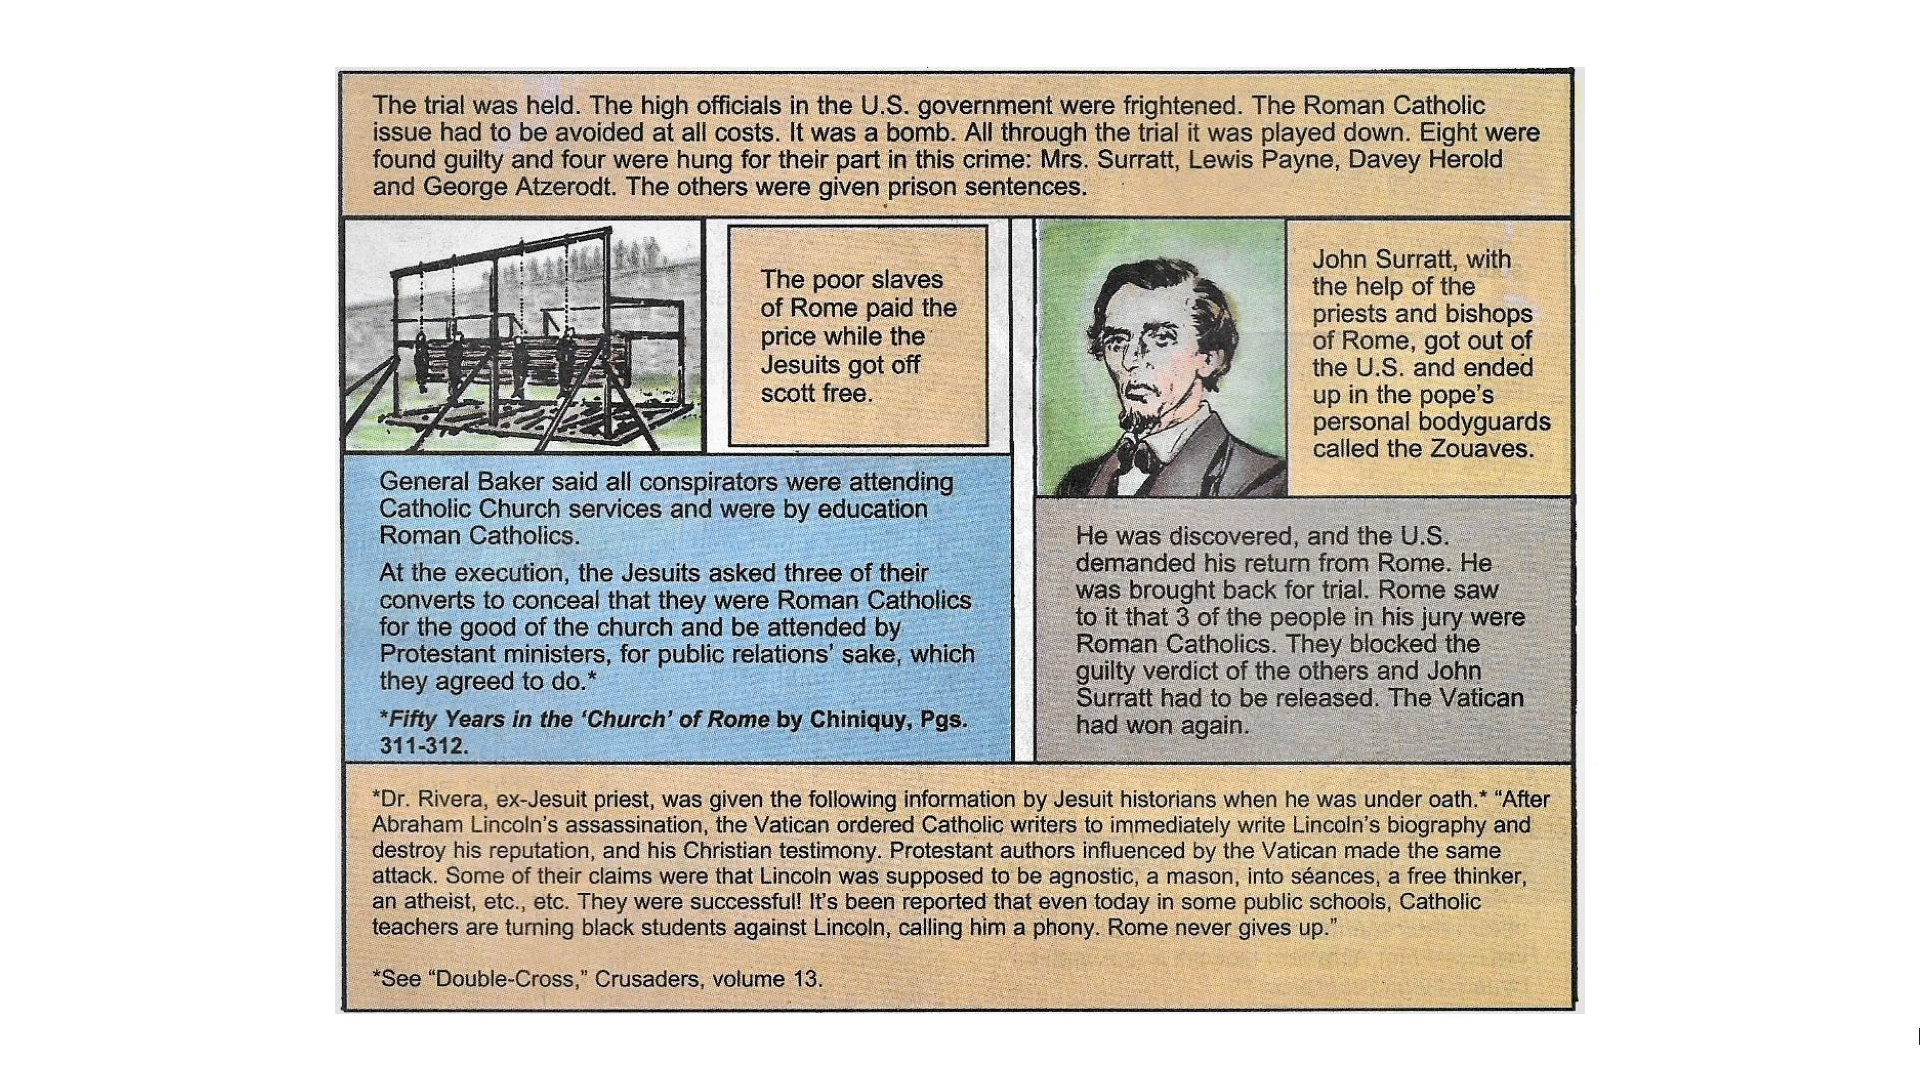 The trial was held. The high officials in the U.S. government were frightened. The Roman Catholic
issue had to be avoided at all costs. It was a bomb. All through the trial it was played down. Eight were
found guilty and four were hung for their part in this crime: Mrs. Surratt, Lewis Payne, Davey Herold
and George Atzerodt. The others were given prison sentences.
The poor slaves
of Rome paid the
price while the
Jesuits got off
scott free.
John Surratt, with
the help of the
priests and bishops
of Rome, got out of
the U.S. and ended
up in the pope's
personal bodyguards
called the Zouaves.
General Baker said all conspirators were attending
Catholic Church services and were by education
Roman Catholics.
At the execution, the Jesuits asked three of their
converts to conceal that they were Roman Catholics
for the good of the church and be attended by
Protestant ministers, for public relations' sake, which
they agreed to do.*
*Fifty Years in the 'Church' of Rome by Chiniquy, Pgs.
311-312.
He was discovered, and the U.S.
demanded his return from Rome. He
was brought back for trial. Rome saw
to it that 3 of the people in his jury were
Roman Catholics. They blocked the
guilty verdict of the others and John
Surratt had to be released. The Vatican
had won again.
*Dr. Rivera, ex-Jesuit priest, was given the following information by Jesuit historians when he was under oath.* “After
Abraham Lincoln's assassination, the Vatican ordered Catholic writers to immediately write Lincoln's biography and
destroy his reputation, and his Christian testimony. Protestant authors influenced by the Vatican made the same
attack. Some of their claims were that Lincoln was supposed to be agnostic, a mason, into séances, a free thinker,
an atheist, etc., etc. They were successful! It's been reported that even today in some public schools, Catholic
teachers are turning black students against Lincoln, calling him a phony. Rome never gives up.”
*See “Double-Cross,” Crusaders, volume 13.